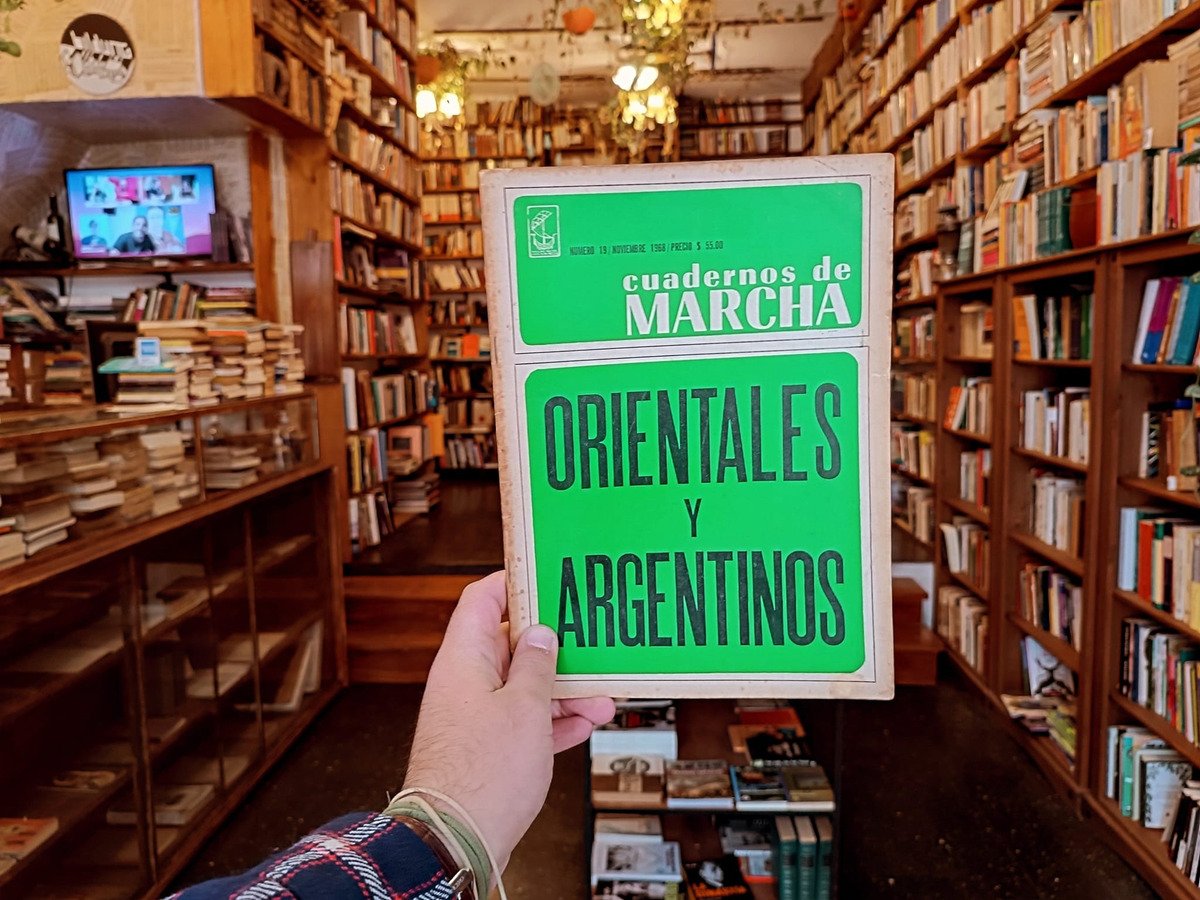 NUMERO 19/NOVIEMBRE 1968/PRECIO $ 55.00
cuadernos de
MARCHA
ORIENTALES
Y
ARGENTINOS